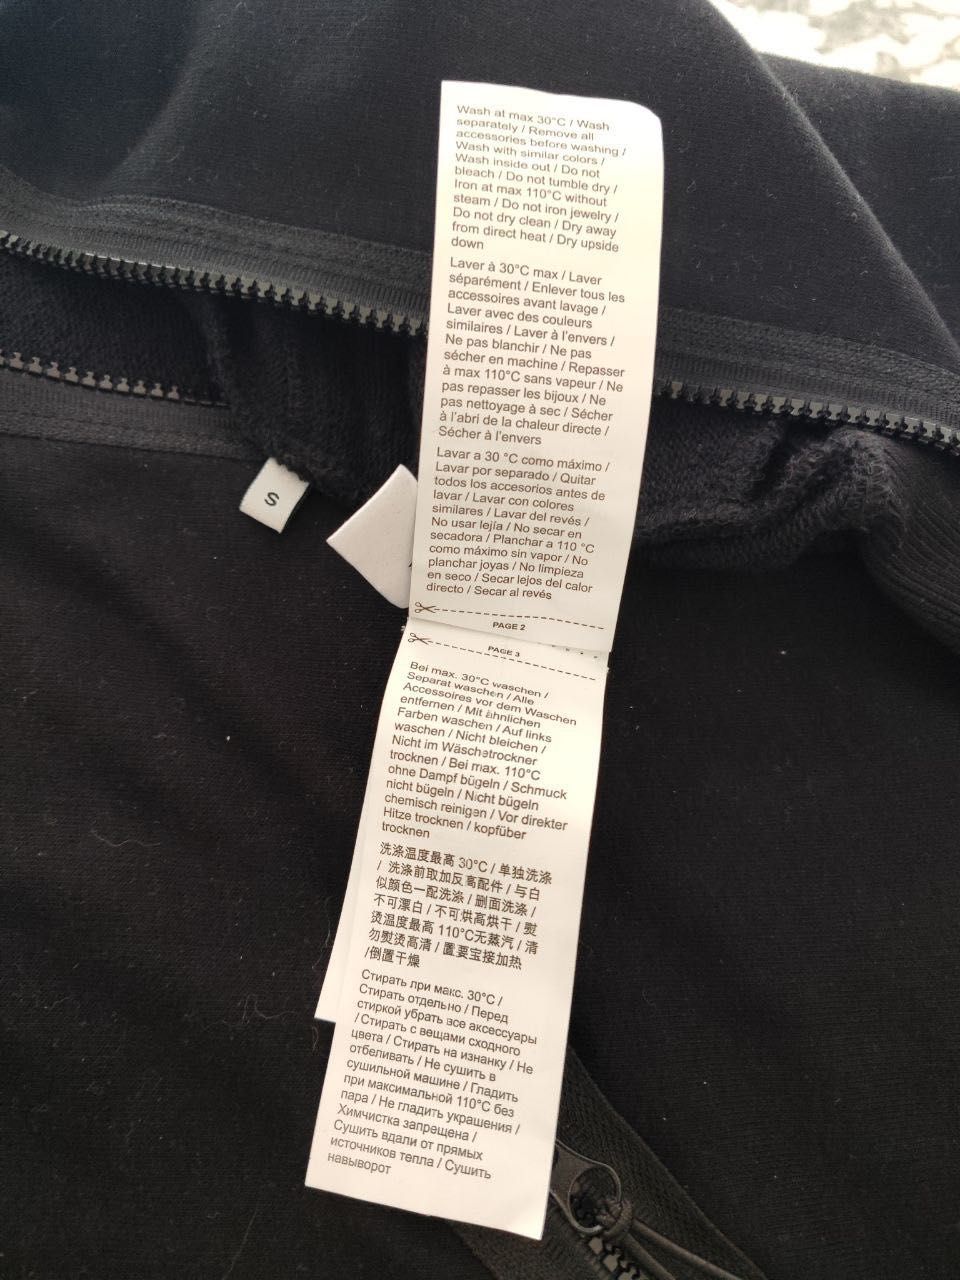 Wash at max 30°C / Wash
separately / Remove all
accessories before washing /
Wash with similar colors /
Wash inside out / Do not
bleach / Do not tumble dry /
Iron at max 110°C without
steam / Do not iron jewelry /
Do not dry clean / Dry away
from direct heat / Dry upside
down
Laver à 30°C max / Laver
séparément / Enlever tous les
accessoires avant lavage /
Laver avec des couleurs
similaires / Laver à l'envers /
Ne pas blanchir / Ne pas
sécher en machine / Repasser
à max 110°C sans vapeur / Ne
pas repasser les bijoux / Ne
pas nettoyage à sec / Sécher
à l'abri de la chaleur directe /
Sécher à l'envers
Lavar a 30 °C como máximo /
Lavar por separado / Quitar
todos los accesorios antes de
lavar / Lavar con colores
similares / Lavar del revés /
No usar lejía / No secar en
secadora / Planchar a 110 °C
como máximo sin vapor / No
planchar joyas / No limpieza
en seco / Secar lejos del calor
directo / Secar al revés
PAGE 2
S
PAGE 3
Bei max. 30°C waschen /
Separat waschen / Alle
Accessoires vor dem Waschen
entfernen / Mit ähnlichen
Farben waschen / Auf links
waschen / Nicht bleichen /
Nicht im Wäschetrockner
trocknen / Bei max. 110°C
ohne Dampf bügeln / Schmuck
nicht bügeln / Nicht bügeln
chemisch reinigen / Vor direkter
Hitze trocknen / kopfüber
trocknen
洗涤温度最高 30°C / 单独洗涤
/ 洗涤前取加反高配件 / 与白
似颜色一配洗涤 / 删面洗涤 /
不可漂白 / 不可烘高烘干 / 熨
烫温度最高 110°C无蒸汽 / 清
勿熨烫高清 / 置要宝接加热
/倒置干燥
Стирать при макс. 30°C /
Стирать отдельно / Перед
стиркой убрать все аксессуары
/ Стирать с вещами сходного
цвета / Стирать на изнанку / Не
отбеливать / Не сушить в
сушильной машине / Гладить
при максимальной 110°C без
пара / Не гладить украшения /
Химчистка запрещена /
Сушить вдали от прямых
источников тепла / Сушить
навыворот